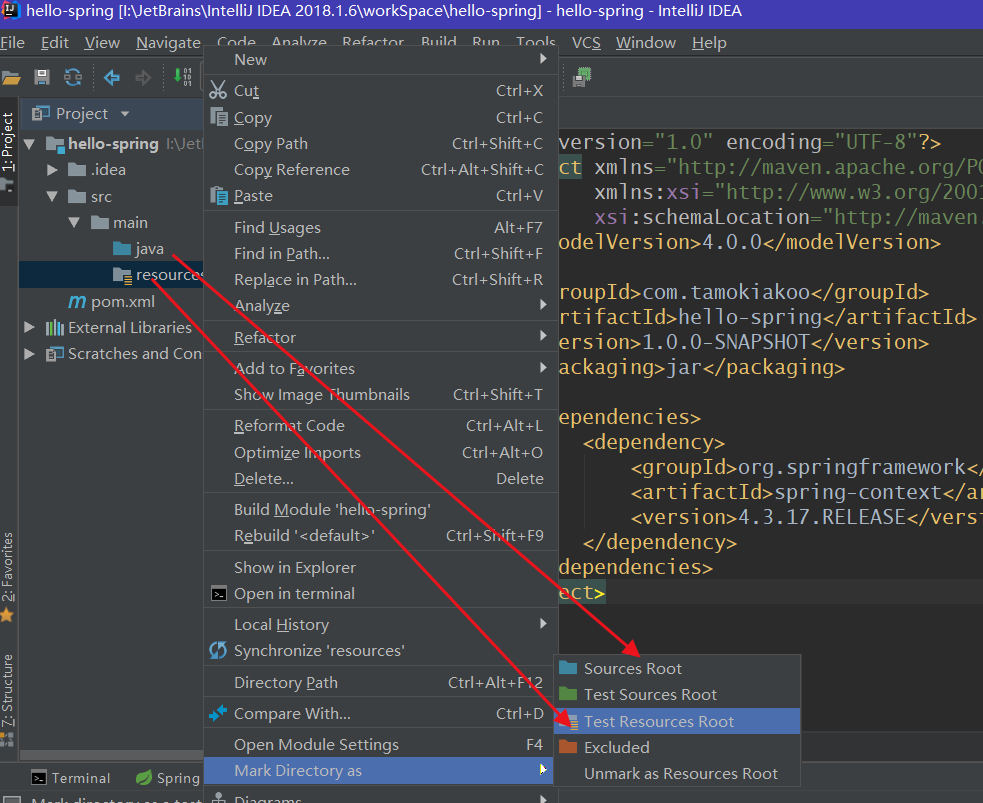 hello-spring [I:\JetBrains\IntelliJ IDEA 2018.1.6\workSpace\hello-spring] - hello-spring - IntelliJ IDEA
File Edit View Navigate Code Analyze Refactor Build Run Tools VCS Window Help
Project
1: Project
hello-spring I:\Jet
.idea
src
main
java
resources
pom.xml
External Libraries
Scratches and Con
2: Favorites
7: Structure
Terminal
Spring
New
Cut Ctrl+X
Copy Ctrl+C
Copy Path Ctrl+Shift+C
Copy Reference Ctrl+Alt+Shift+C
Paste Ctrl+V
Find Usages Alt+F7
Find in Path... Ctrl+Shift+F
Replace in Path... Ctrl+Shift+R
Analyze
Refactor
Add to Favorites
Show Image Thumbnails Ctrl+Shift+T
Reformat Code Ctrl+Alt+L
Optimize Imports Ctrl+Alt+O
Delete... Delete
Build Module 'hello-spring'
Rebuild '<default>' Ctrl+Shift+F9
Show in Explorer
Open in terminal
Local History
Synchronize 'resources'
Directory Path Ctrl+Alt+F12
Compare With... Ctrl+D
Open Module Settings F4
Mark Directory as
Diagrams
Sources Root
Test Sources Root
Test Resources Root
Excluded
Unmark as Resources Root
version="1.0" encoding="UTF-8"?>
ct xmlns="http://maven.apache.org/PO
xmlns:xsi="http://www.w3.org/2001
xsi:schemaLocation="http://maven.
odelVersion>4.0.0</modelVersion>
roupId>com.tamokiakoo</groupId>
rtifactId>hello-spring</artifactId>
ersion>1.0.0-SNAPSHOT</version>
ackaging>jar</packaging>
ependencies>
<dependency>
<groupId>org.springframework</
<artifactId>spring-context</ar
<version>4.3.17.RELEASE</versi
</dependency>
dependencies>
ect>